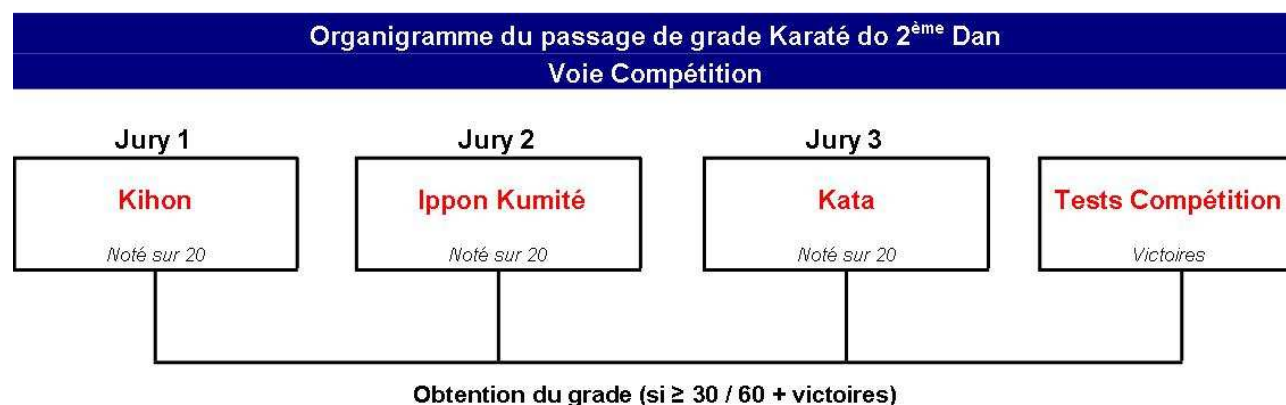 Organigramme du passage de grade Karaté do 2ème Dan
Voie Compétition
Jury 1
Jury 2
Jury 3
Kihon
Ippon Kumité
Kata
Tests Compétition
Noté sur 20
Noté sur 20
Noté sur 20
Victoires
Obtention du grade (si ≥ 30 / 60 + victoires)